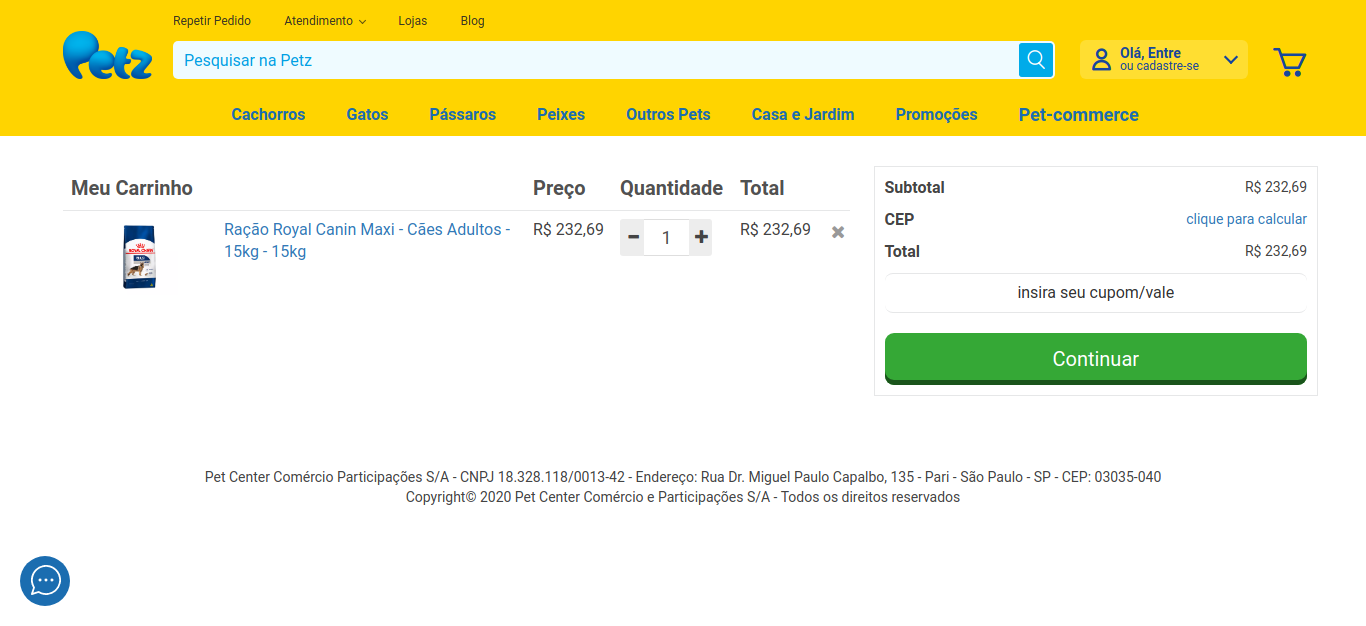 Repetir Pedido Atendimento Lojas Blog
Petz
Pesquisar na Petz
Olá, Entre
ou cadastre-se
Cachorros Gatos Pássaros Peixes Outros Pets Casa e Jardim Promoções Pet-commerce
Meu Carrinho Preço Quantidade Total
Ração Royal Canin Maxi - Cães Adultos -
15kg - 15kg
R$ 232,69 1 R$ 232,69
ROYAL CANIN
Subtotal R$ 232,69
CEP clique para calcular
Total R$ 232,69
insira seu cupom/vale
Continuar
Pet Center Comércio Participações S/A - CNPJ 18.328.118/0013-42 - Endereço: Rua Dr. Miguel Paulo Capalbo, 135 - Pari - São Paulo - SP - CEP: 03035-040
Copyright© 2020 Pet Center Comércio e Participações S/A - Todos os direitos reservados